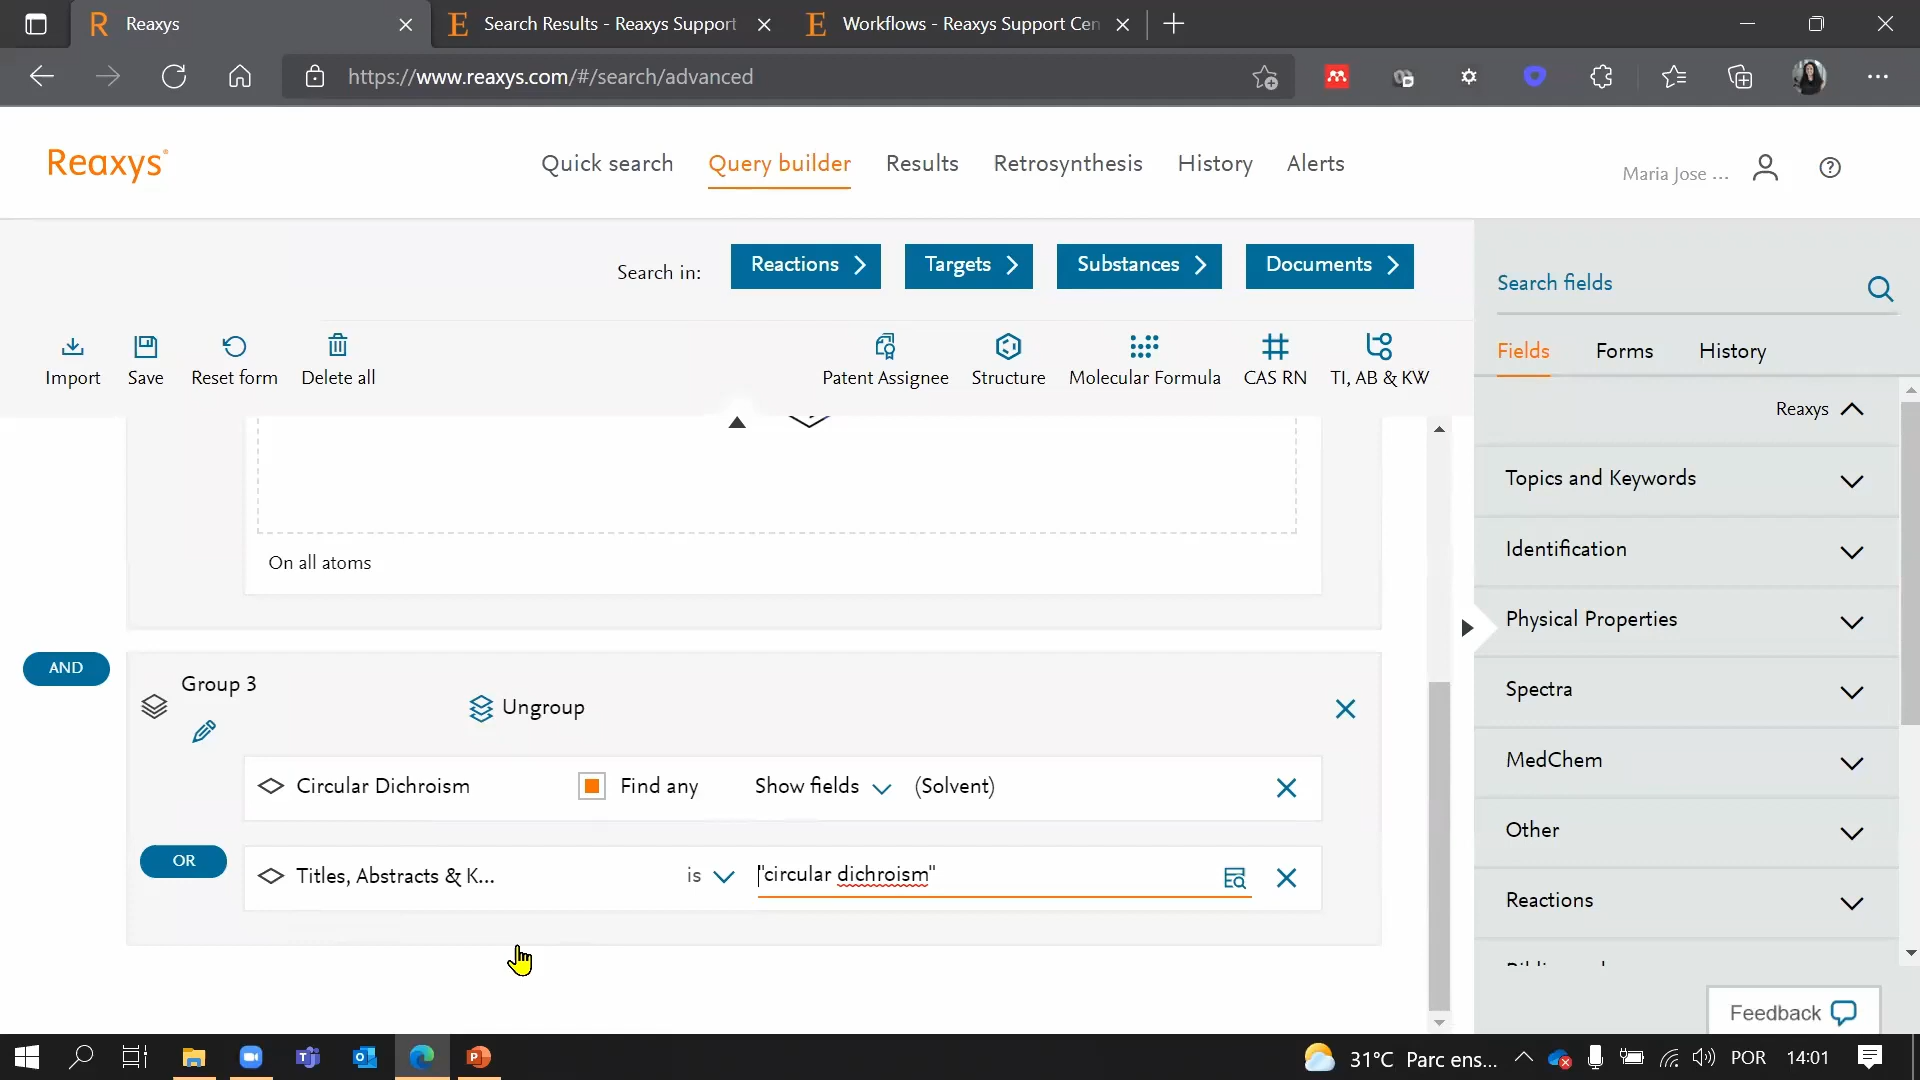 Reaxys
Search Results - Reaxys Support
Workflows - Reaxys Support Cen
https://www.reaxys.com/#/search/advanced
Reaxys®
Quick search
Query builder
Results
Retrosynthesis
History
Alerts
Maria Jose ...
Search in:
Reactions
Targets
Substances
Documents
Import
Save
Reset form
Delete all
Patent Assignee
Structure
Molecular Formula
CAS RN
TI, AB & KW
Search fields
Fields
Forms
History
Reaxys
Topics and Keywords
Identification
Physical Properties
Spectra
MedChem
Other
Reactions
On all atoms
AND
Group 3
Ungroup
Circular Dichroism
Find any
Show fields
(Solvent)
OR
Titles, Abstracts & K...
is
"circular dichroism"
Feedback
31°C Parc ens...
POR
14:01